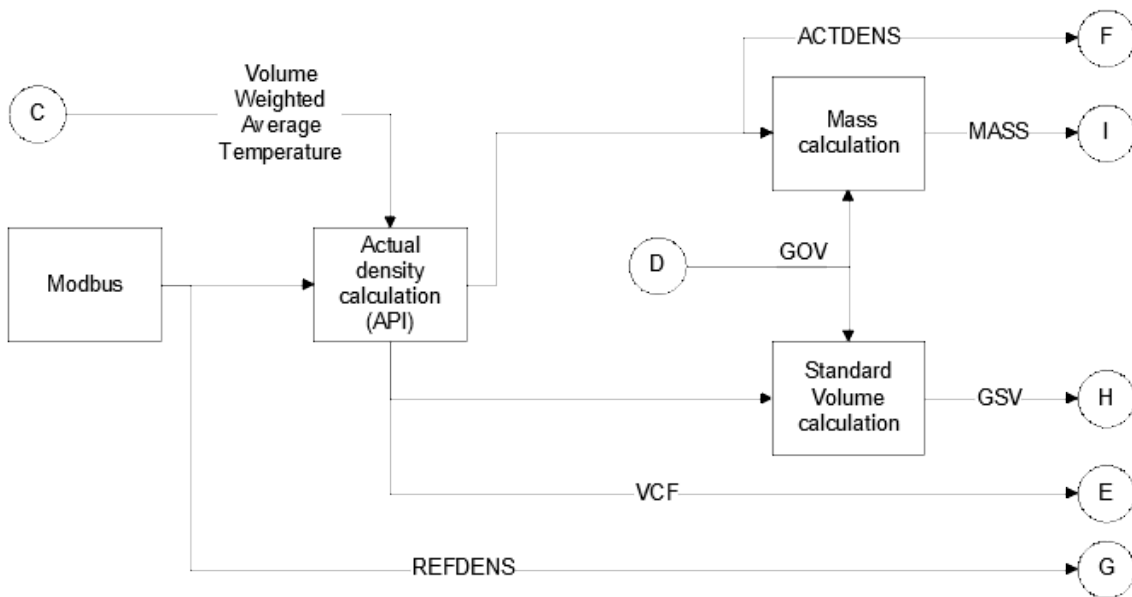 ACTDENS
F
C
Volume
Weighted
Average
Temperature
Mass
calculation
MASS
I
Modbus
Actual
density
calculation
(API)
D
GOV
Standard
Volume
calculation
GSV
H
VCF
E
REFDENS
G